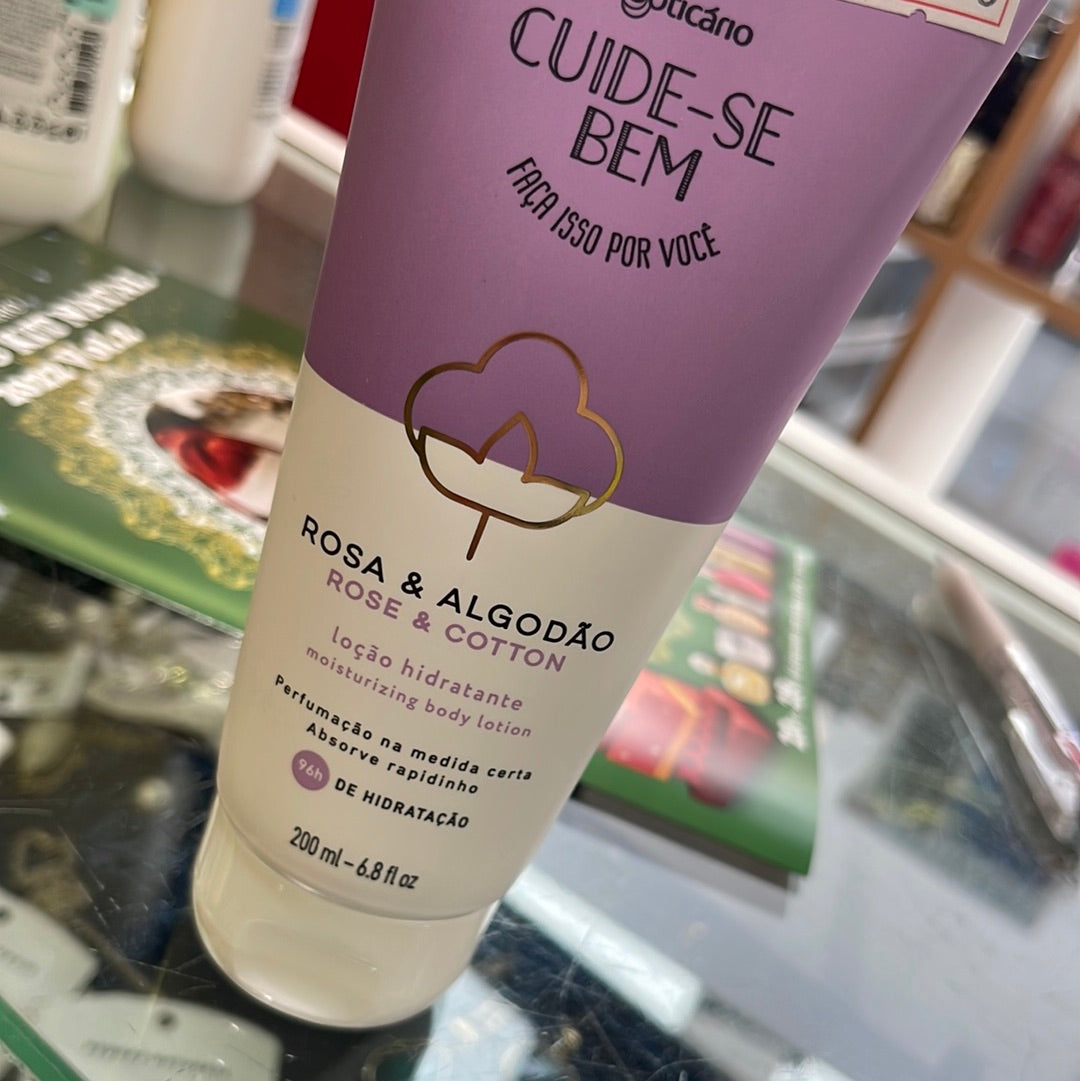 oticário
CUIDE-SE
BEM
FAÇA ISSO POR VOCÊ
ROSA & ALGODÃO
ROSE & COTTON
loção hidratante
moisturizing body lotion
Perfumação na medida certa
Absorve rapidinho
96h DE HIDRATAÇÃO
200 ml – 6.8 fl oz